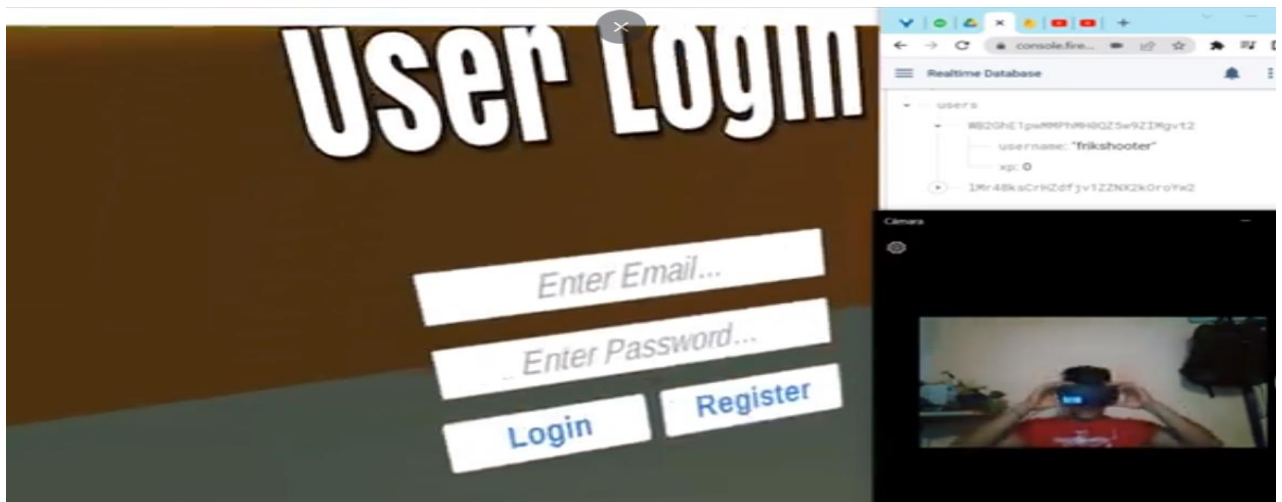 User Login
Enter Email...
Enter Password...
Login
Register
console.fire...
Realtime Database
users
username: "frikshooter"
xp: 0
Cámara